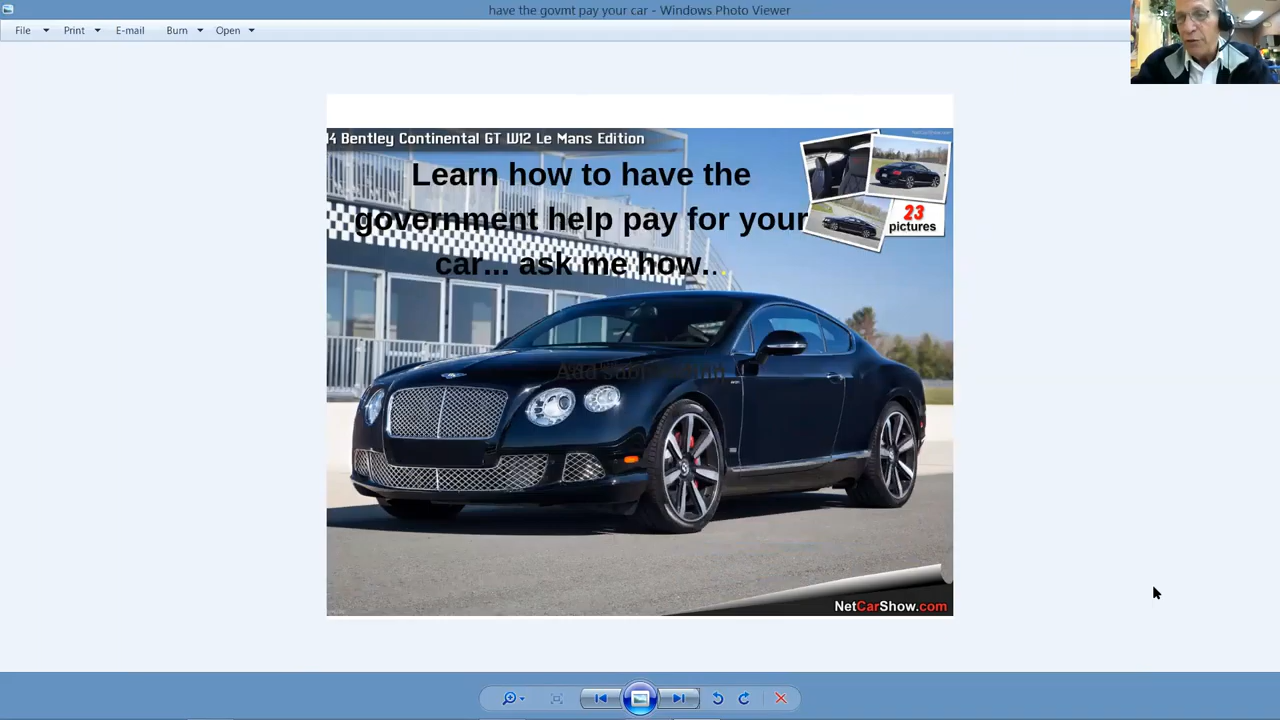 have the govmt pay your car - Windows Photo Viewer
File Print E-mail Burn Open
14 Bentley Continental GT W12 Le Mans Edition
Learn how to have the
government help pay for your
car... ask me how...
23
pictures
NetCarShow.com